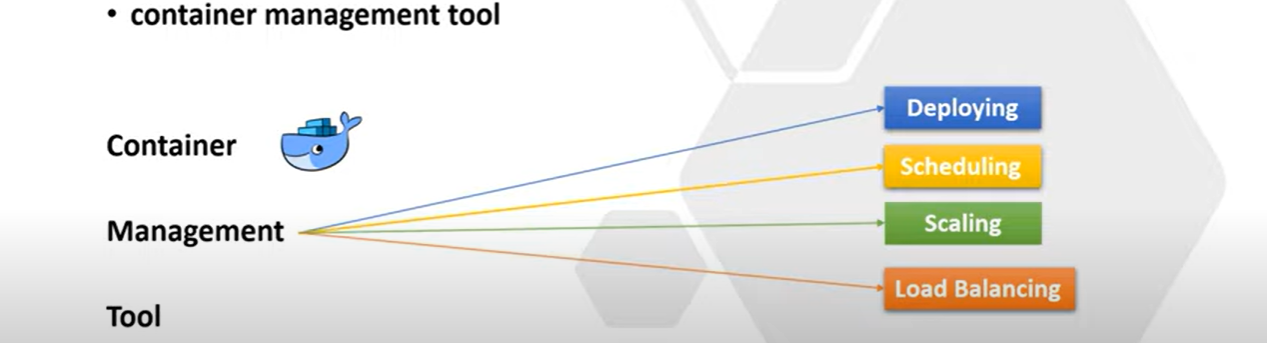 • container management tool
Container
Management
Tool
Deploying
Scheduling
Scaling
Load Balancing